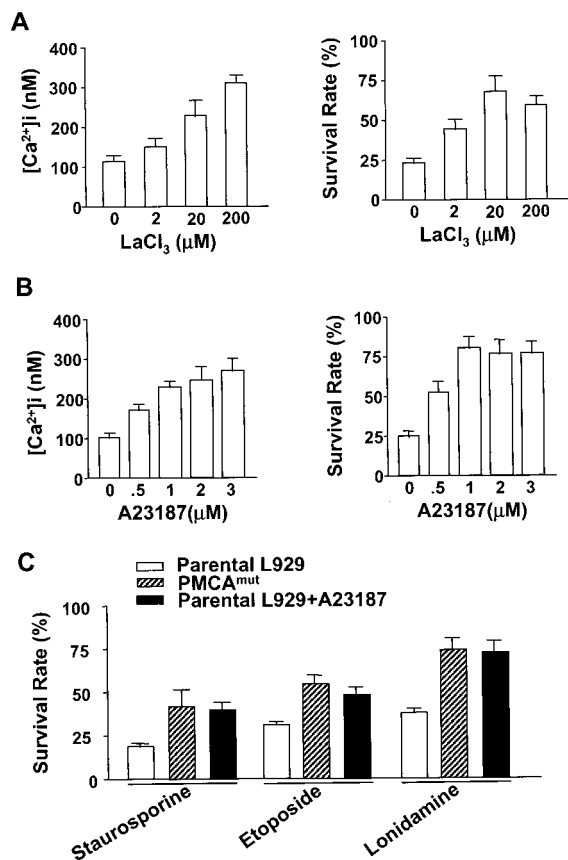 A
[Ca²⁺]i (nM)
400
300
200
100
0
0 2 20 200
LaCl₃ (μM)
Survival Rate (%)
100
75
50
25
0
0 2 20 200
LaCl₃ (μM)
B
[Ca²⁺]i (nM)
400
300
200
100
0
0 .5 1 2 3
A23187(μM)
Survival Rate (%)
100
75
50
25
0
0 .5 1 2 3
A23187(μM)
C
Parental L929
PMCAᵐᵘᵗ
Parental L929+A23187
Survival Rate (%)
100
75
50
25
0
Staurosporine
Etoposide
Lonidamine